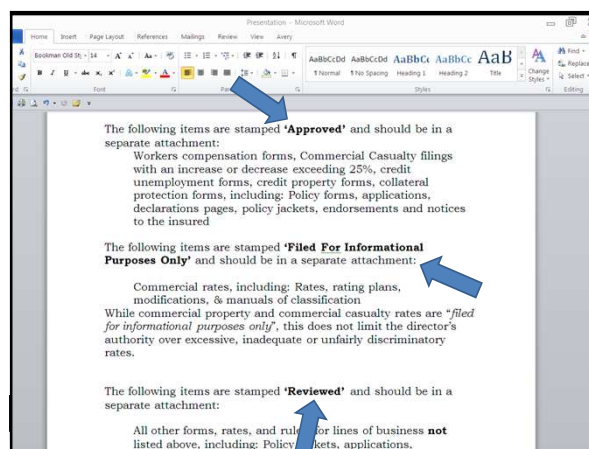 Presentation - Microsoft Word
Home Insert Page Layout References Mailings Review View Avery
Bookman Old Sty 14
AaBbCcDd AaBbCcDd AaBbCc AaBbCc AaB
¶ Normal ¶ No Spacing Heading 1 Heading 2 Title
Change Styles
Find
Replace
Select
Font Styles Editing
The following items are stamped ‘Approved’ and should be in a
separate attachment:
Workers compensation forms, Commercial Casualty filings
with an increase or decrease exceeding 25%, credit
unemployment forms, credit property forms, collateral
protection forms, including: Policy forms, applications,
declarations pages, policy jackets, endorsements and notices
to the insured
The following items are stamped ‘Filed For Informational
Purposes Only’ and should be in a separate attachment:
Commercial rates, including: Rates, rating plans,
modifications, & manuals of classification
While commercial property and commercial casualty rates are “filed
for informational purposes only”, this does not limit the director’s
authority over excessive, inadequate or unfairly discriminatory
rates.
The following items are stamped ‘Reviewed’ and should be in a
separate attachment:
All other forms, rates, and for lines of business not
listed above, including: Policy applications,